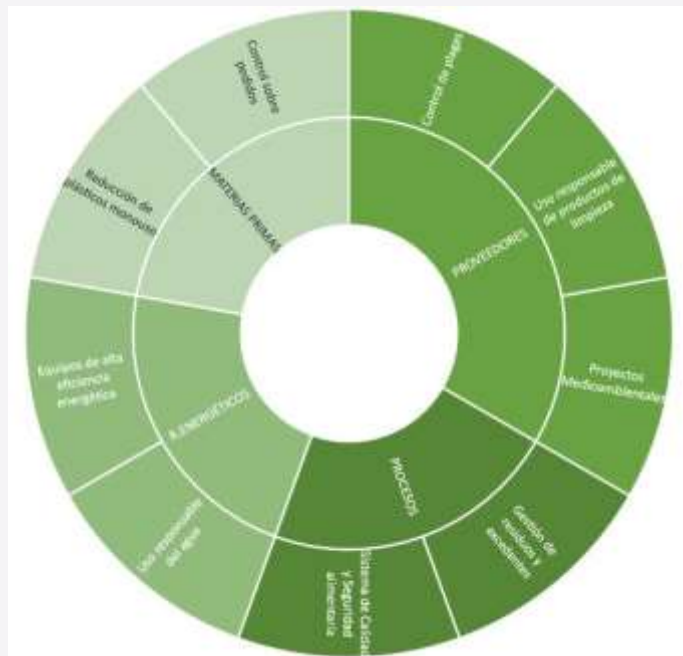 Control de plagas
Uso responsable
de productos de
limpieza
Proyectos
Medioambientales
PROVEEDORES
Gestión de
residuos y
excedentes
Sistema de Calidad
y Seguridad
alimentaria
PROCESOS
Uso responsable
del agua
Equipos de alta
eficiencia
energética
R.ENERGÉTICOS
Reducción de
plásticos monouso
Control sobre
pedidos
MATERIAS PRIMAS